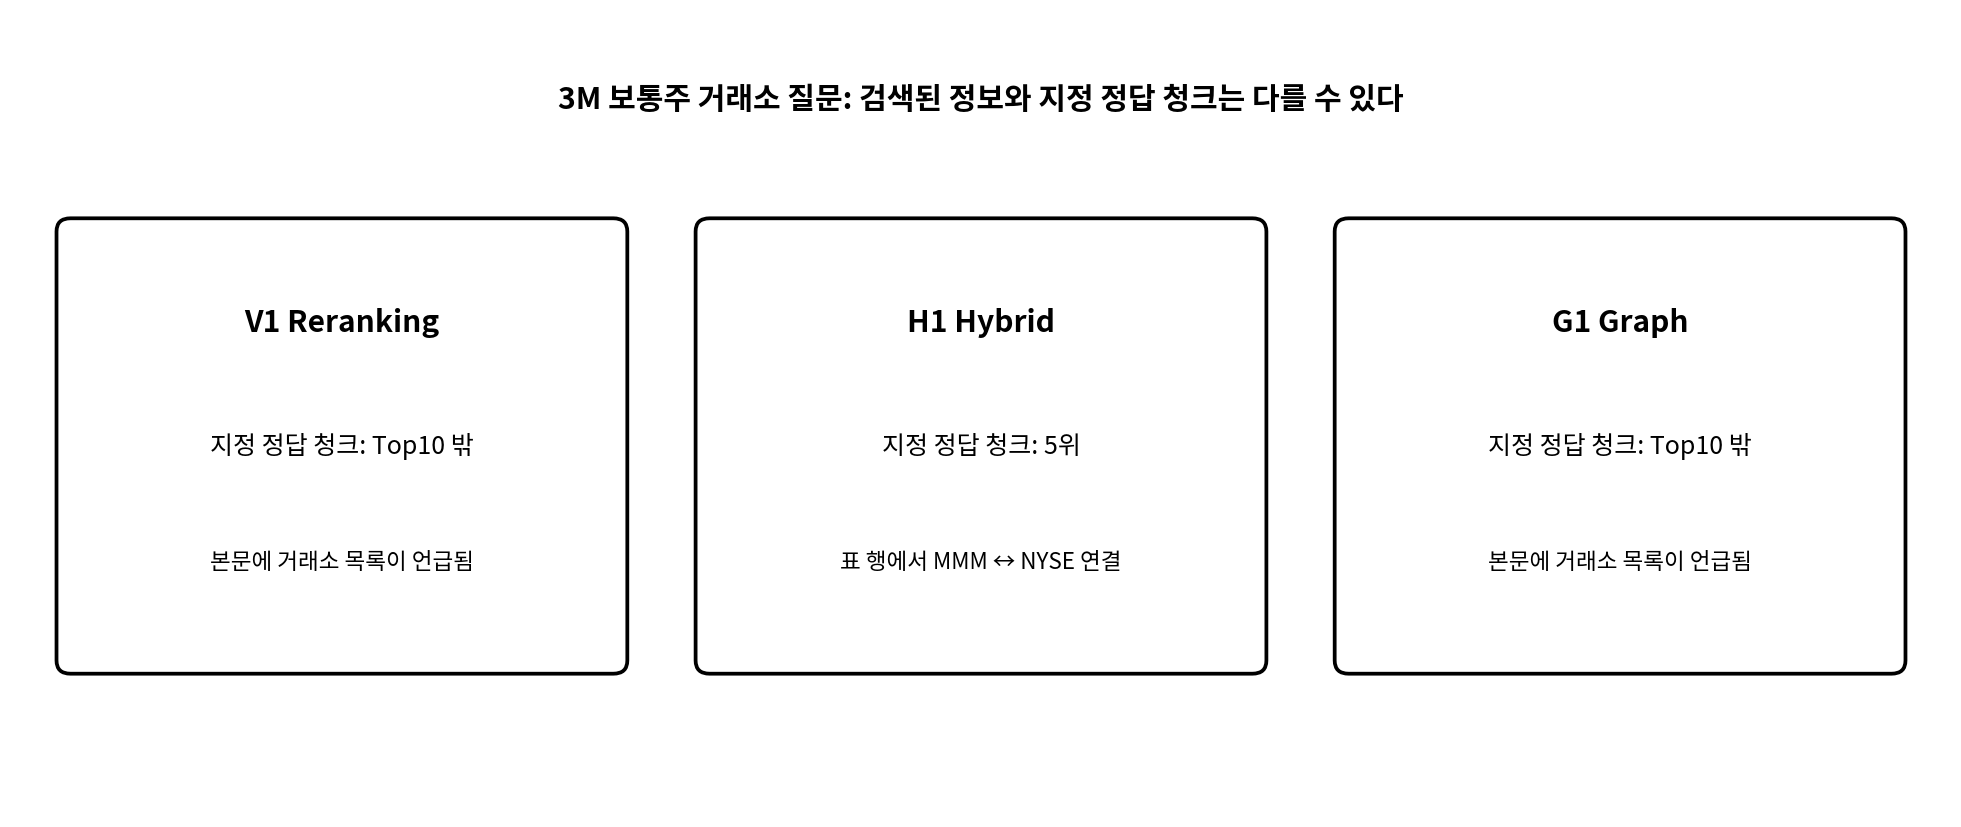 3M 보통주 거래소 질문: 검색된 정보와 지정 정답 청크는 다를 수 있다
V1 Reranking
지정 정답 청크: Top10 밖
본문에 거래소 목록이 언급됨
H1 Hybrid
지정 정답 청크: 5위
표 행에서 MMM ↔ NYSE 연결
G1 Graph
지정 정답 청크: Top10 밖
본문에 거래소 목록이 언급됨